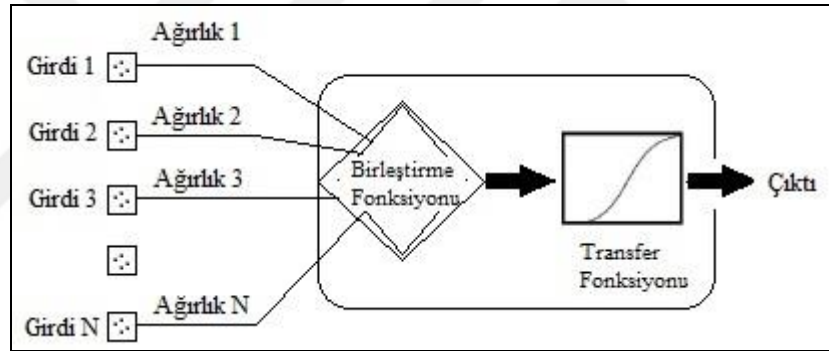 Ağırlık 1
Girdi 1
Ağırlık 2
Girdi 2
Ağırlık 3
Girdi 3
Ağırlık N
Girdi N
Birleştirme
Fonksiyonu
Transfer
Fonksiyonu
Çıktı